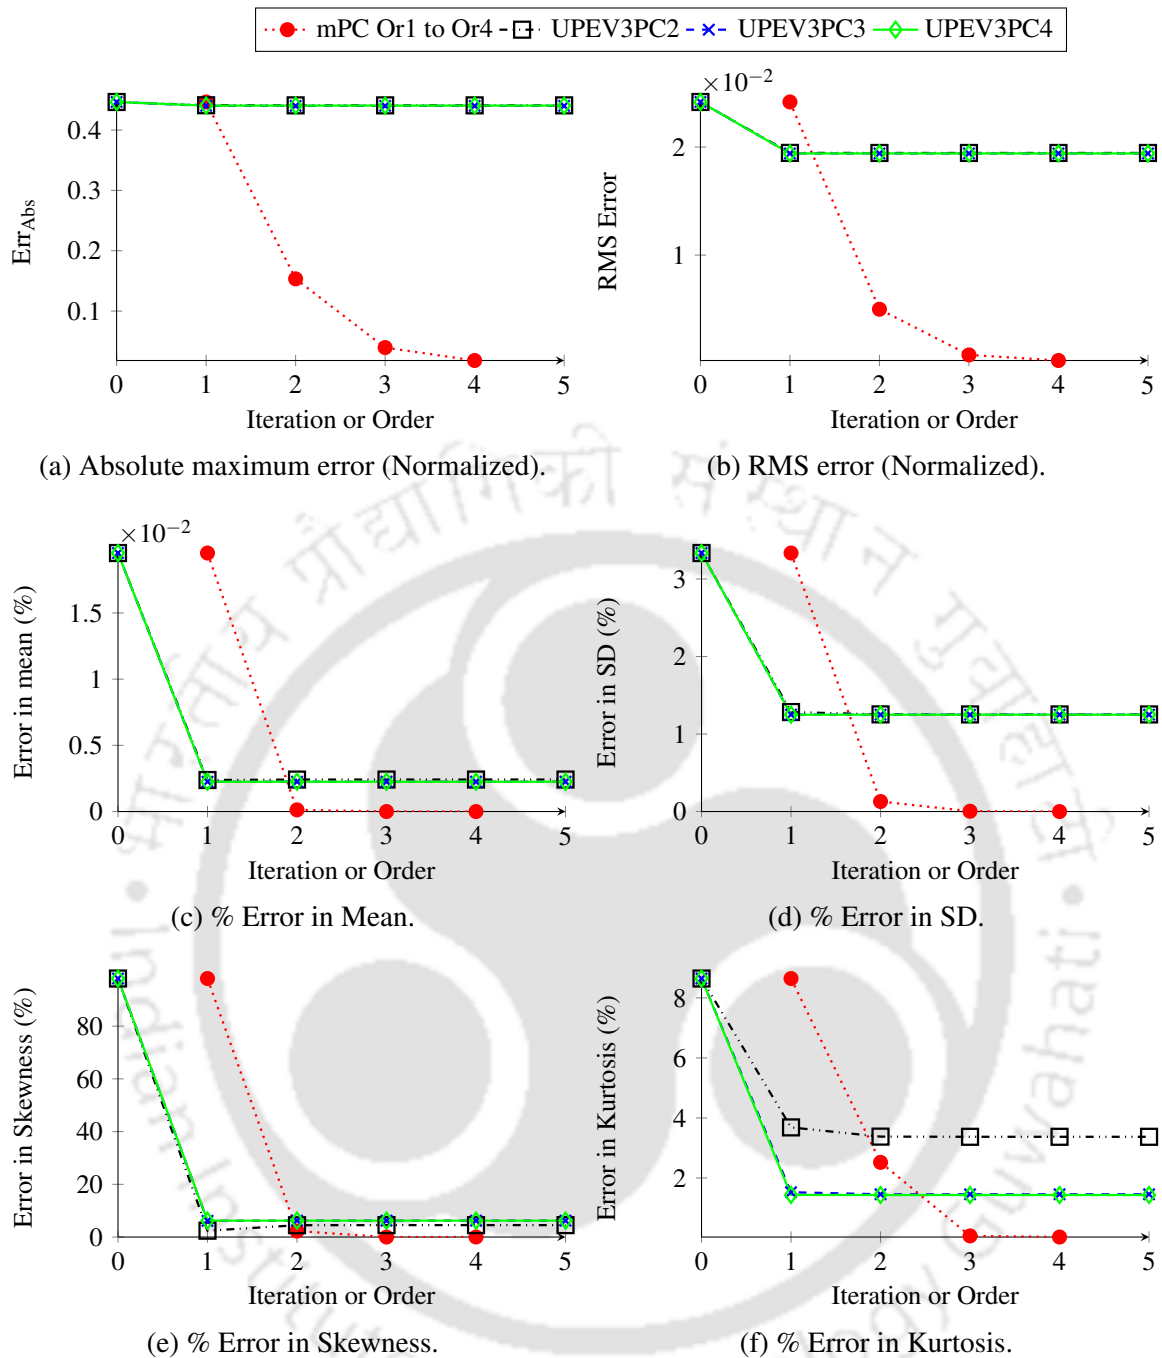 mPC Or1 to Or4 UPEV3PC2 UPEV3PC3 UPEV3PC4
×10−2
0.4
0.3
0.2
0.1
Err_Abs
0 1 2 3 4 5
Iteration or Order
(a) Absolute maximum error (Normalized).
2
1
RMS Error
0 1 2 3 4 5
Iteration or Order
(b) RMS error (Normalized).
×10−2
1.5
1
0.5
0
Error in mean (%)
0 1 2 3 4 5
Iteration or Order
(c) % Error in Mean.
3
2
1
0
Error in SD (%)
0 1 2 3 4 5
Iteration or Order
(d) % Error in SD.
80
60
40
20
0
Error in Skewness (%)
0 1 2 3 4 5
Iteration or Order
(e) % Error in Skewness.
8
6
4
2
Error in Kurtosis (%)
0 1 2 3 4 5
Iteration or Order
(f) % Error in Kurtosis.